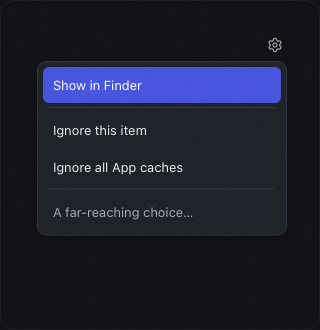 Show in Finder
Ignore this item
Ignore all App caches
A far-reaching choice...